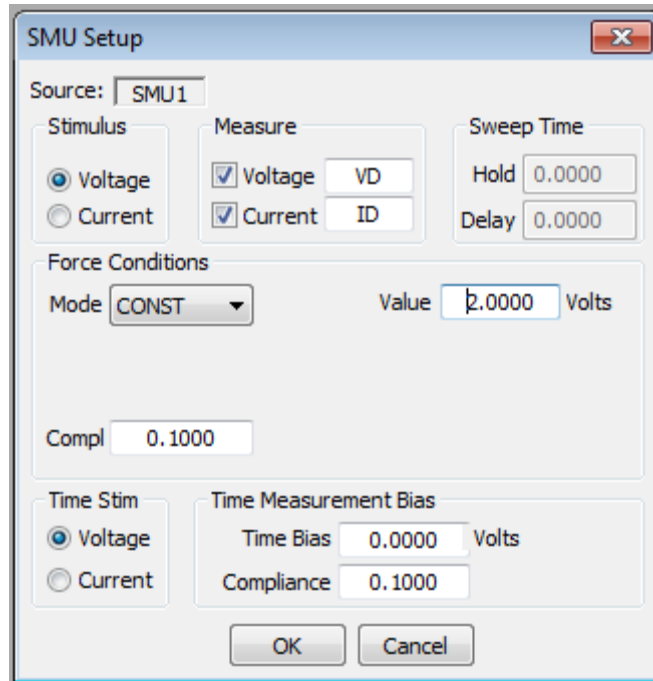 SMU Setup
Source: SMU1
Stimulus
Voltage
Current
Measure
Voltage VD
Current ID
Sweep Time
Hold 0.0000
Delay 0.0000
Force Conditions
Mode CONST
Value 2.0000 Volts
Compl 0.1000
Time Stim
Voltage
Current
Time Measurement Bias
Time Bias 0.0000 Volts
Compliance 0.1000
OK
Cancel